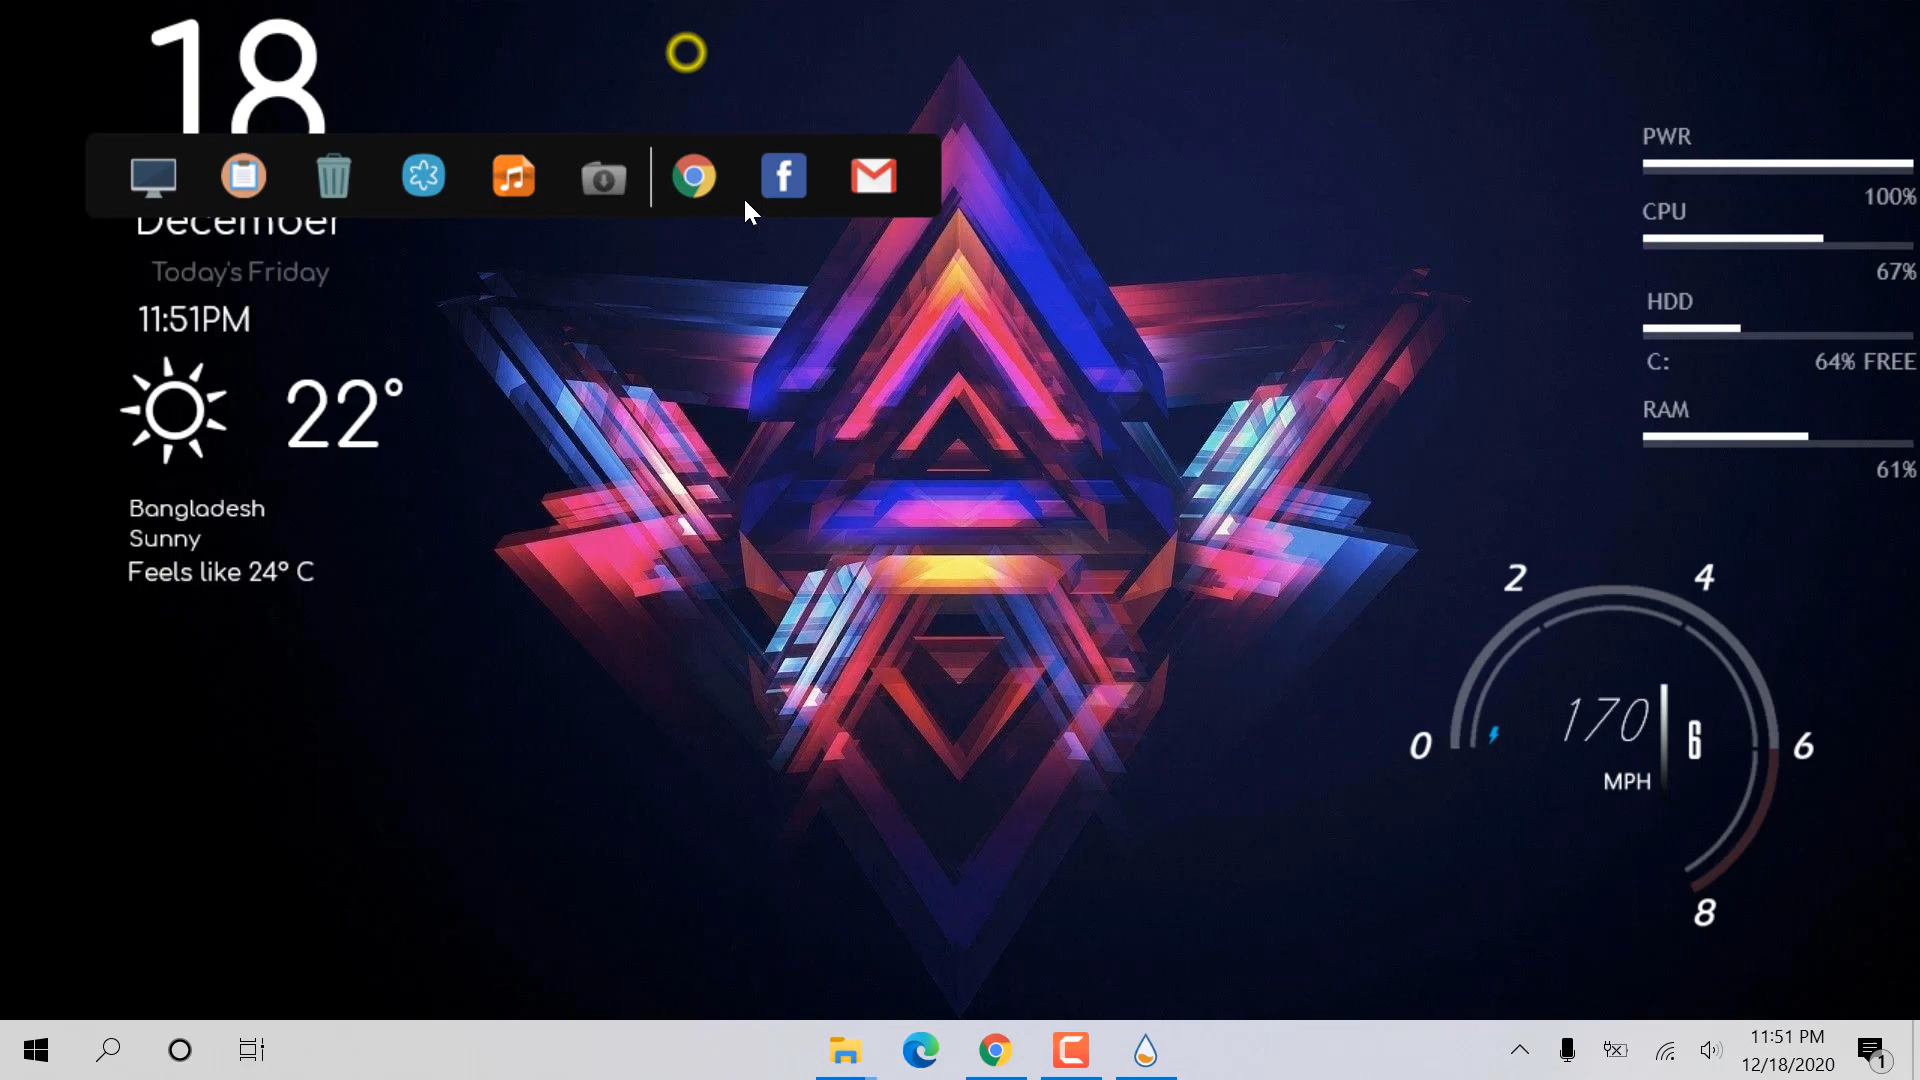 18
December
Today's Friday
11:51PM
22°
Bangladesh
Sunny
Feels like 24° C
PWR
100%
CPU
67%
HDD
C: 64% FREE
RAM
61%
0
2
4
6
8
170
6
MPH
11:51 PM
12/18/2020
1